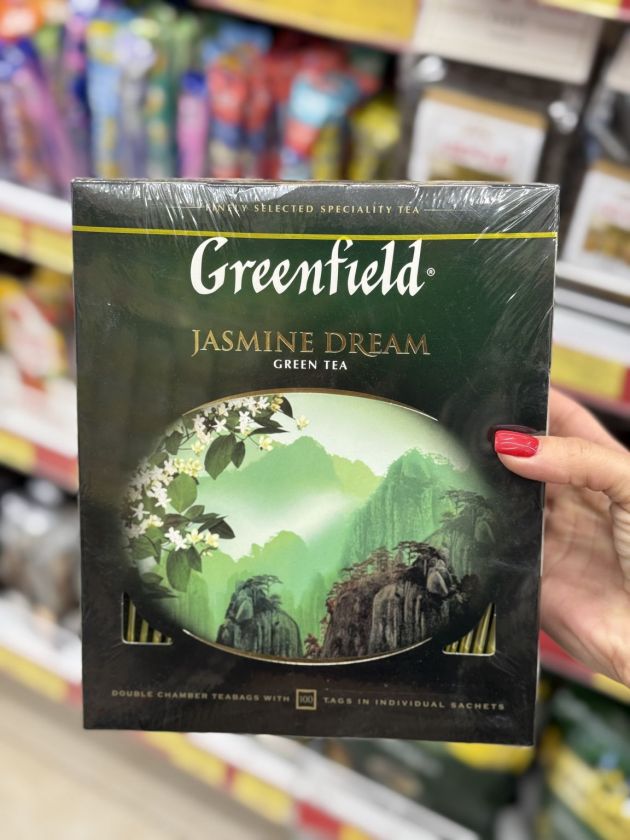 FINELY SELECTED SPECIALITY TEA
Greenfield®
JASMINE DREAM
GREEN TEA
DOUBLE CHAMBER TEABAGS WITH 100 TAGS IN INDIVIDUAL SACHETS